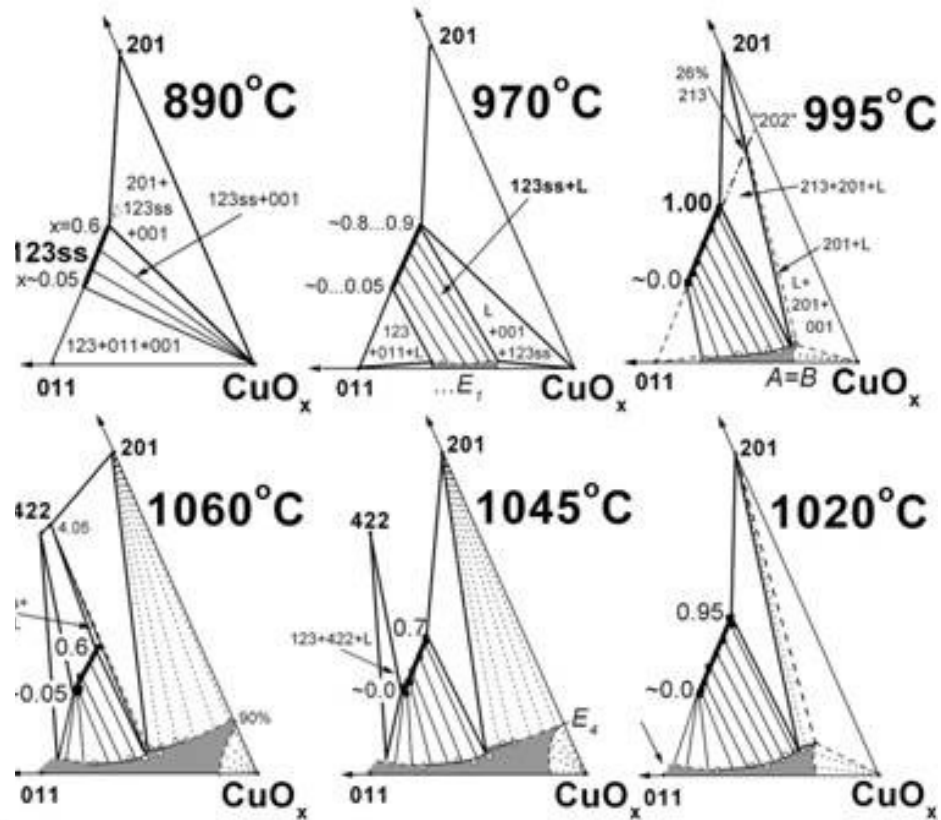 201
890°C
201+
123ss
+001
123ss+001
x=0.6
123ss
x~0.05
123+011+001
011
CuOx
201
970°C
123ss+L
~0.8...0.9
~0...0.05
123
+011+L
L
+001
+123ss
011
...E1
CuOx
201
26%
213
"202"
995°C
1.00
213+201+L
~0.0
201+L
L+
201+
001
011
A=B
CuOx
201
422
4.05
1060°C
0.6
0.05
90%
011
CuOx
201
422
1045°C
123+422+L
0.7
~0.0
E4
011
CuOx
201
1020°C
0.95
~0.0
011
CuOx